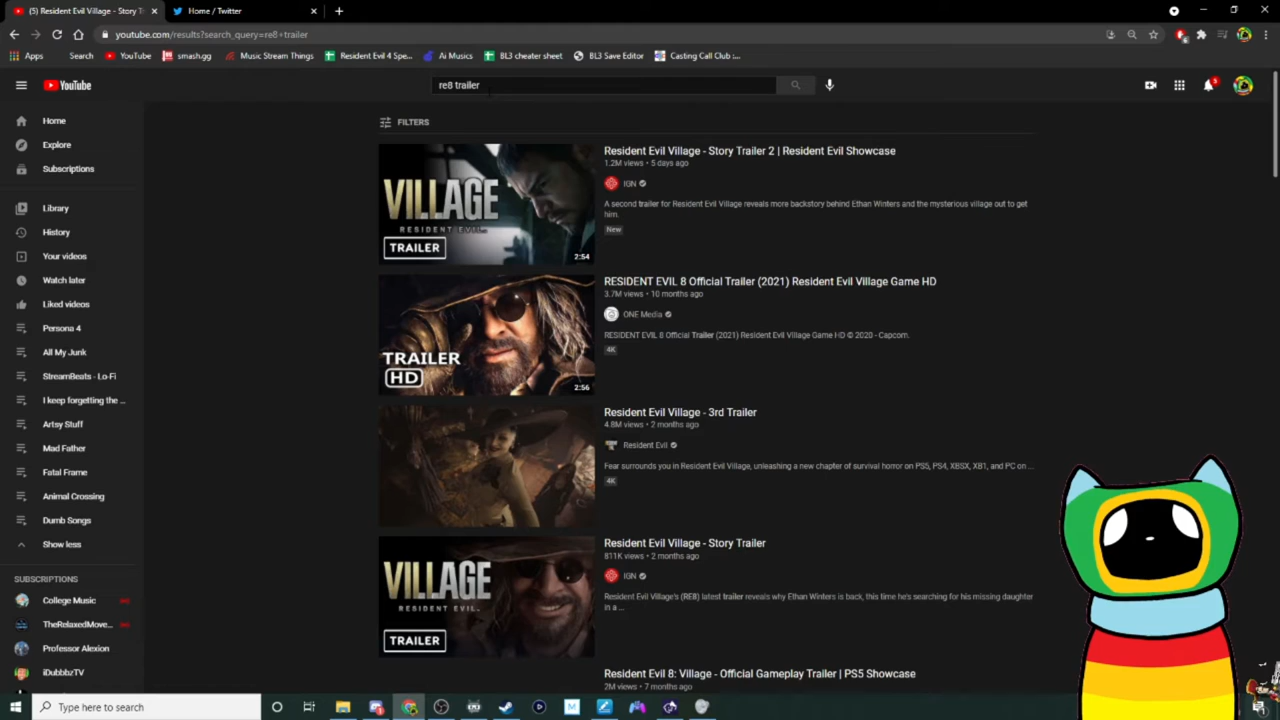 (5) Resident Evil Village - Story T
Home / Twitter
youtube.com/results?search_query=re8+trailer
Apps
Search
YouTube
smash.gg
Music Stream Things
Resident Evil 4 Spe...
Ai Musics
BL3 cheater sheet
BL3 Save Editor
Casting Call Club :...
YouTube
re8 trailer
3
FILTERS
Home
Explore
Subscriptions
Library
History
Your videos
Watch later
Liked videos
Persona 4
All My Junk
StreamBeats - Lo-Fi
I keep forgetting the ...
Artsy Stuff
Mad Father
Fatal Frame
Animal Crossing
Dumb Songs
Show less
SUBSCRIPTIONS
College Music
TheRelaxedMove...
Professor Alexion
iDubbbzTV
VILLAGE
RESIDENT EVIL
TRAILER
2:54
Resident Evil Village - Story Trailer 2 | Resident Evil Showcase
1.2M views • 5 days ago
IGN
A second trailer for Resident Evil Village reveals more backstory behind Ethan Winters and the mysterious village out to get
him.
New
TRAILER
HD
2:56
RESIDENT EVIL 8 Official Trailer (2021) Resident Evil Village Game HD
3.7M views • 10 months ago
ONE Media
RESIDENT EVIL 8 Official Trailer (2021) Resident Evil Village Game HD © 2020 - Capcom.
4K
Resident Evil Village - 3rd Trailer
4.8M views • 2 months ago
Resident Evil
Fear surrounds you in Resident Evil Village, unleashing a new chapter of survival horror on PS5, PS4, XBSX, XB1, and PC on ...
4K
VILLAGE
RESIDENT EVIL
TRAILER
Resident Evil Village - Story Trailer
811K views • 2 months ago
IGN
Resident Evil Village's (RE8) latest trailer reveals why Ethan Winters is back, this time he's searching for his missing daughter
in a ...
Resident Evil 8: Village - Official Gameplay Trailer | PS5 Showcase
2M views • 7 months ago
Type here to search